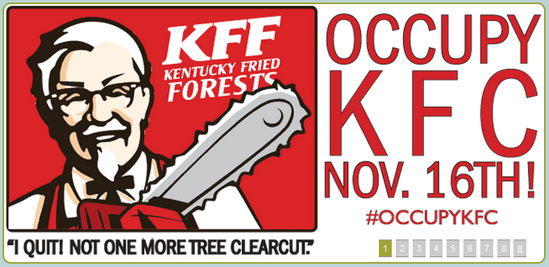 KFF
KENTUCKY FRIED
FORESTS
OCCUPY
KFC
NOV. 16TH!
#OCCUPYKFC
"I QUIT! NOT ONE MORE TREE CLEARCUT."
1 2 3 4 5 6 7 8 II